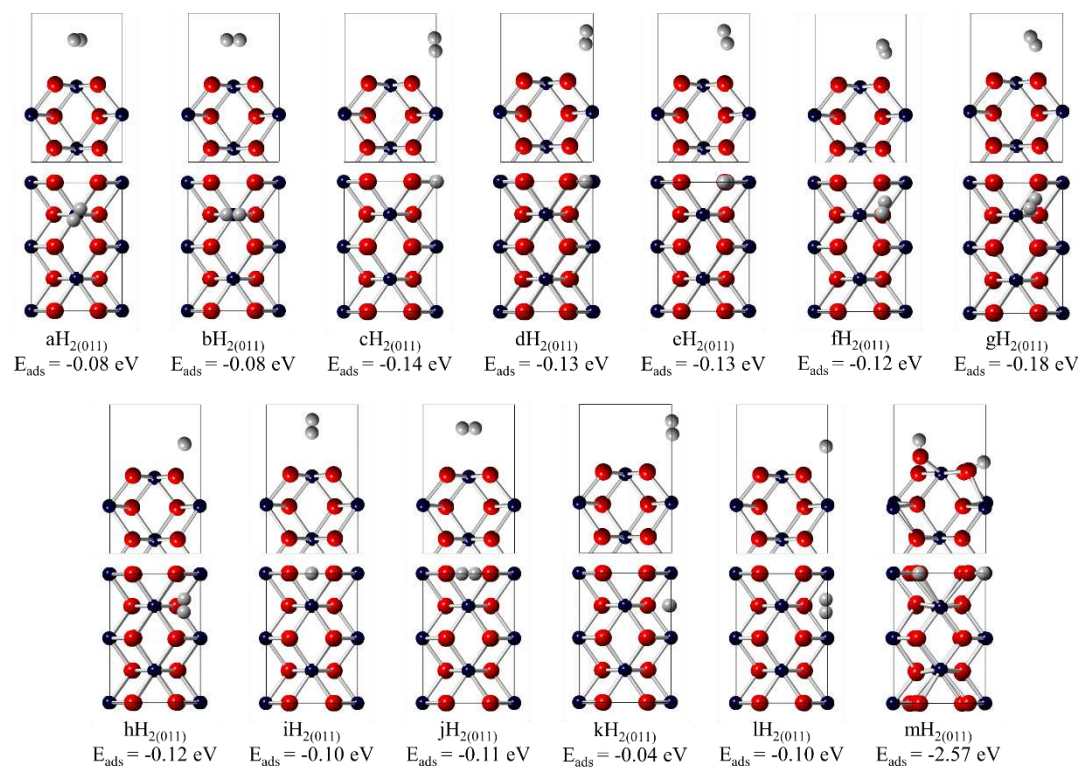 aH2(011) bH2(011) cH2(011) dH2(011) eH2(011) fH2(011) gH2(011)
Eads = -0.08 eV Eads = -0.08 eV Eads = -0.14 eV Eads = -0.13 eV Eads = -0.13 eV Eads = -0.12 eV Eads = -0.18 eV
hH2(011) iH2(011) jH2(011) kH2(011) lH2(011) mH2(011)
Eads = -0.12 eV Eads = -0.10 eV Eads = -0.11 eV Eads = -0.04 eV Eads = -0.10 eV Eads = -2.57 eV